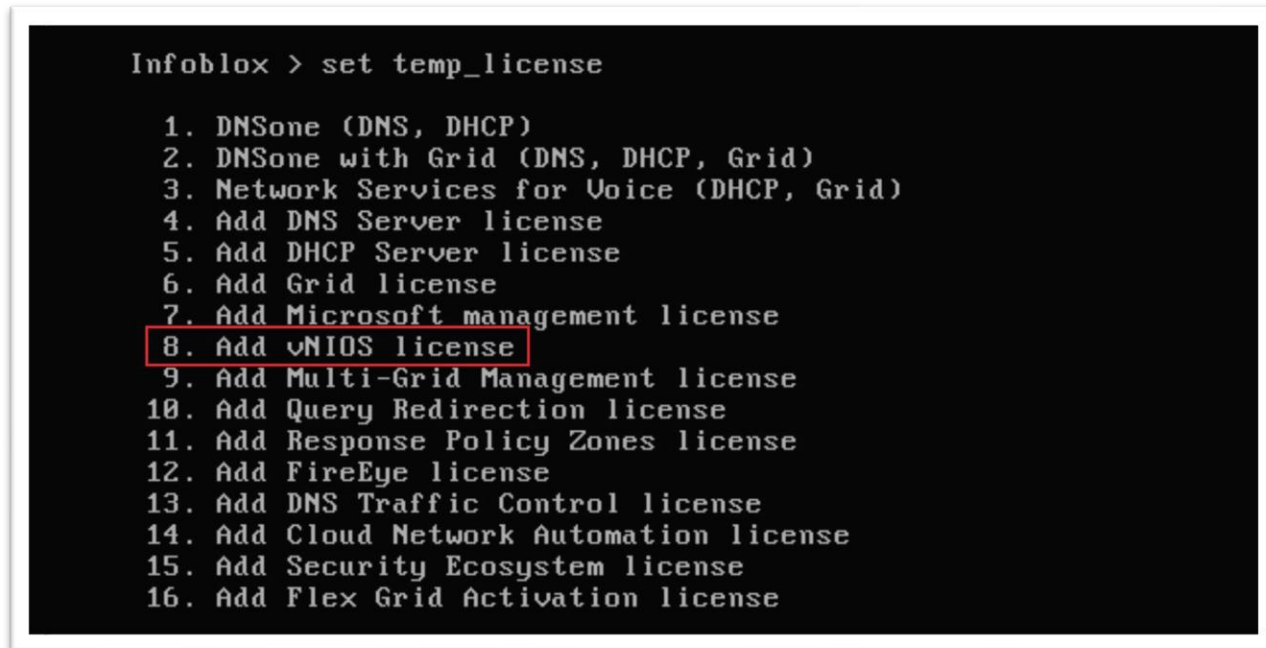 Infoblox > set temp_license
1. DNSone (DNS, DHCP)
2. DNSone with Grid (DNS, DHCP, Grid)
3. Network Services for Voice (DHCP, Grid)
4. Add DNS Server license
5. Add DHCP Server license
6. Add Grid license
7. Add Microsoft management license
8. Add vNIOS license
9. Add Multi-Grid Management license
10. Add Query Redirection license
11. Add Response Policy Zones license
12. Add FireEye license
13. Add DNS Traffic Control license
14. Add Cloud Network Automation license
15. Add Security Ecosystem license
16. Add Flex Grid Activation license